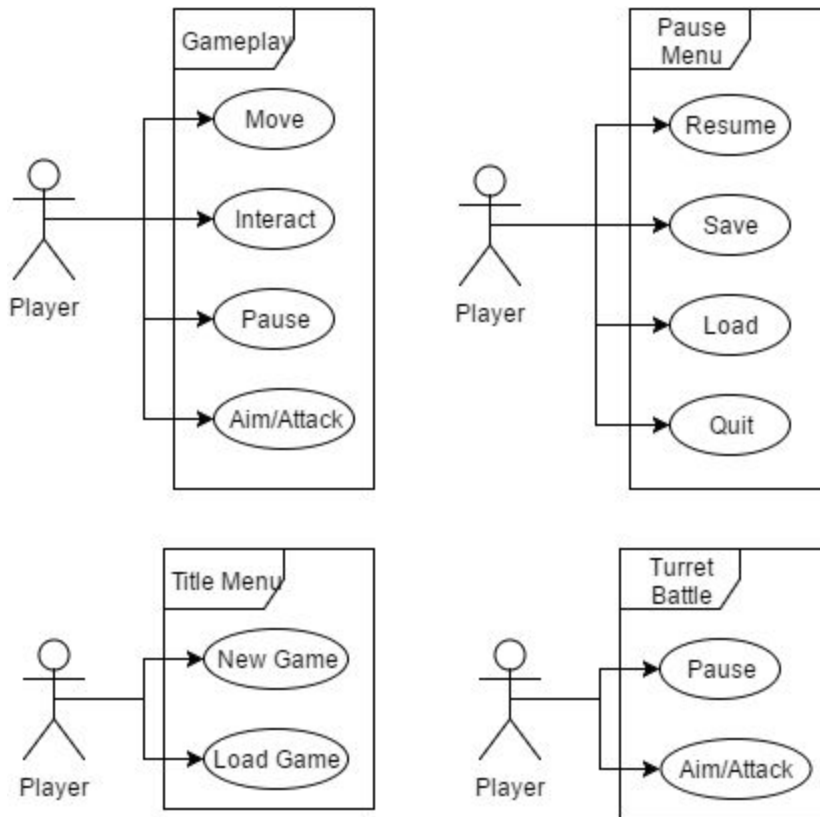 Gameplay
Move
Interact
Pause
Aim/Attack
Player
Pause
Menu
Resume
Save
Load
Quit
Player
Title Menu
New Game
Load Game
Player
Turret
Battle
Pause
Aim/Attack
Player